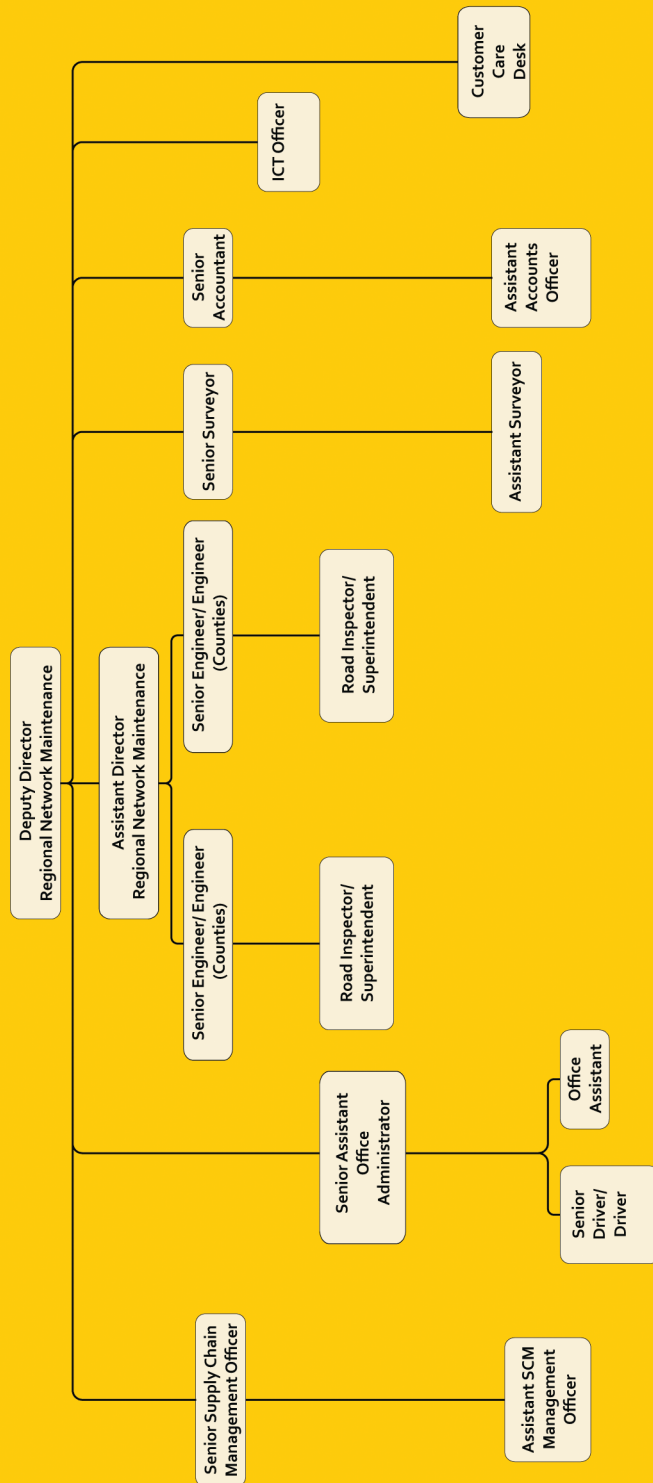 Deputy Director
Regional Network Maintenance
Assistant Director
Regional Network Maintenance
Senior Supply Chain
Management Officer
Senior Engineer/ Engineer
(Counties)
Senior Engineer/ Engineer
(Counties)
Senior Surveyor
Senior
Accountant
ICT Officer
Senior Assistant
Office
Administrator
Road Inspector/
Superintendent
Road Inspector/
Superintendent
Customer
Care
Desk
Assistant SCM
Management
Officer
Senior
Driver/
Driver
Office
Assistant
Assistant Surveyor
Assistant
Accounts
Officer